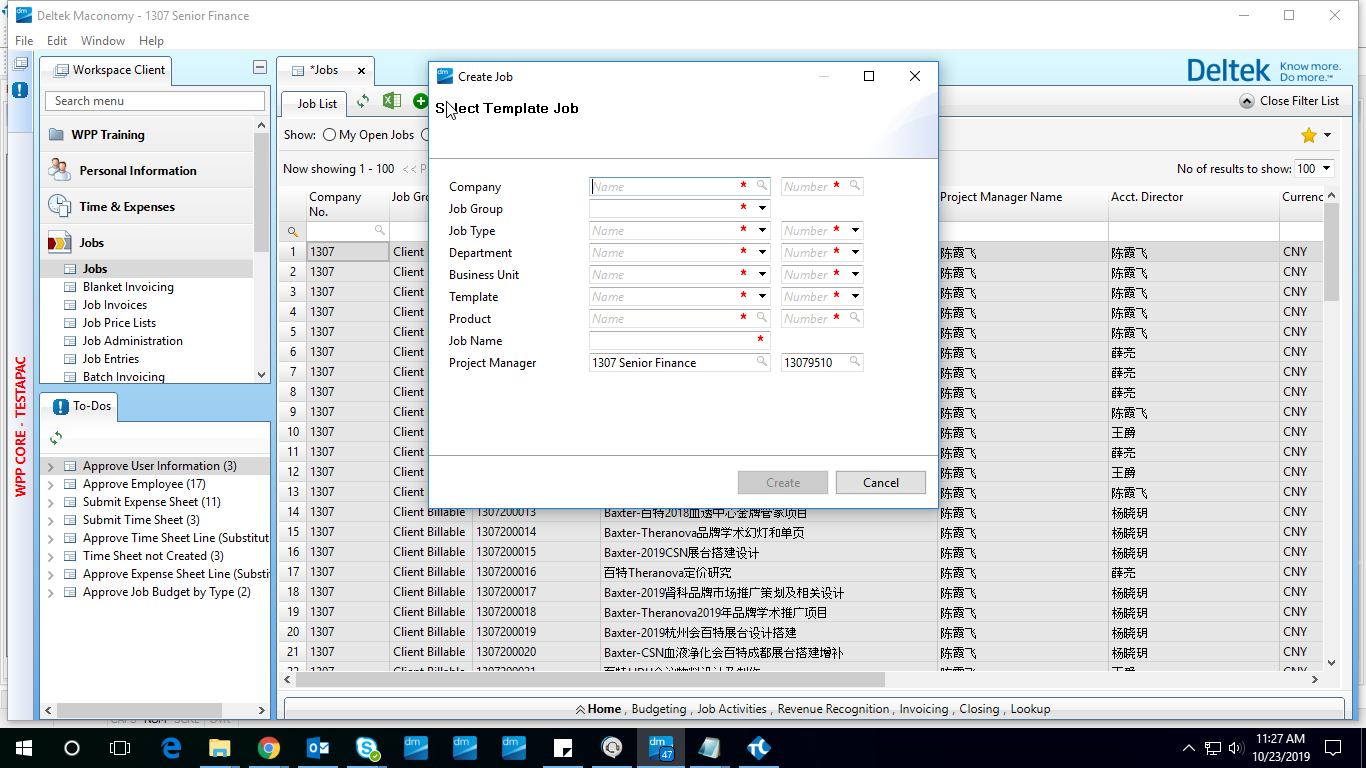 Deltek Maconomy - 1307 Senior Finance
File Edit Window Help
Workspace Client
Search menu
WPP Training
Personal Information
Time & Expenses
Jobs
Jobs
Blanket Invoicing
Job Invoices
Job Price Lists
Job Administration
Job Entries
Batch Invoicing
WPP CORE - TESTAPAC
To-Dos
Approve User Information (3)
Approve Employee (17)
Submit Expense Sheet (11)
Submit Time Sheet (3)
Approve Time Sheet Line (Substitut
Time Sheet not Created (3)
Approve Expense Sheet Line (Substi
Approve Job Budget by Type (2)
*Jobs
Deltek Know more. Do more.™
Job List
Close Filter List
Show: My Open Jobs
Now showing 1 - 100 << P
No of results to show: 100
Create Job
Select Template Job
Company Name * Number *
Job Group *
Job Type Name * Number *
Department Name * Number *
Business Unit Name * Number *
Template Name * Number *
Product Name * Number *
Job Name *
Project Manager 1307 Senior Finance 13079510
Create Cancel
Company No. Job Gro Project Manager Name Acct. Director Currenc
1 1307 Client 陈霞飞 陈霞飞 CNY
2 1307 Client 陈霞飞 陈霞飞 CNY
3 1307 Client 陈霞飞 陈霞飞 CNY
4 1307 Client 陈霞飞 陈霞飞 CNY
5 1307 Client 陈霞飞 陈霞飞 CNY
6 1307 Client 陈霞飞 薛亮 CNY
7 1307 Client 陈霞飞 薛亮 CNY
8 1307 Client 陈霞飞 薛亮 CNY
9 1307 Client 陈霞飞 陈霞飞 CNY
10 1307 Client 陈霞飞 王爵 CNY
11 1307 Client 陈霞飞 薛亮 CNY
12 1307 Client 陈霞飞 王爵 CNY
13 1307 Client 陈霞飞 陈霞飞 CNY
14 1307 Client Billable 1307200013 Baxter-百特2018血透中心金牌管家项目 陈霞飞 杨晓玥 CNY
15 1307 Client Billable 1307200014 Baxter-Theranova品牌学术幻灯和单页 陈霞飞 杨晓玥 CNY
16 1307 Client Billable 1307200015 Baxter-2019CSN展台搭建设计 陈霞飞 杨晓玥 CNY
17 1307 Client Billable 1307200016 百特Theranova定价研究 陈霞飞 薛亮 CNY
18 1307 Client Billable 1307200017 Baxter-2019肾科品牌市场推广策划及相关设计 陈霞飞 杨晓玥 CNY
19 1307 Client Billable 1307200018 Baxter-Theranova2019年品牌学术推广项目 陈霞飞 杨晓玥 CNY
20 1307 Client Billable 1307200019 Baxter-2019杭州会百特展台设计搭建 陈霞飞 杨晓玥 CNY
21 1307 Client Billable 1307200020 Baxter-CSN血液净化会百特成都展台搭建增补 陈霞飞 杨晓玥 CNY
Home , Budgeting , Job Activities , Revenue Recognition , Invoicing , Closing , Lookup
CAPS NUM SCRL OVR
47
11:27 AM
10/23/2019